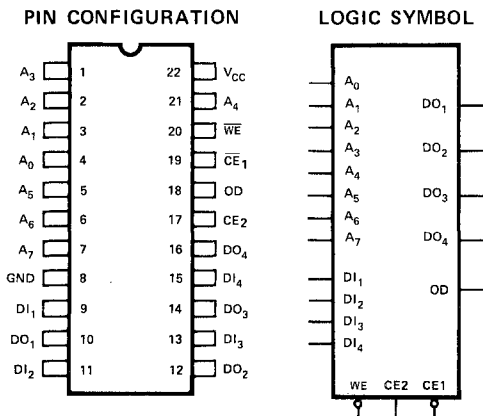 PIN CONFIGURATION
A3 1 22 VCC
A2 2 21 A4
A1 3 20 W̅E̅
A0 4 19 C̅E̅1
A5 5 18 OD
A6 6 17 CE2
A7 7 16 DO4
GND 8 15 DI4
DI1 9 14 DO3
DO1 10 13 DI3
DI2 11 12 DO2
LOGIC SYMBOL
A0
A1 DO1
A2
A3 DO2
A4
A5 DO3
A6
A7 DO4
DI1
DI2 OD
DI3
DI4
WE CE2 CE1